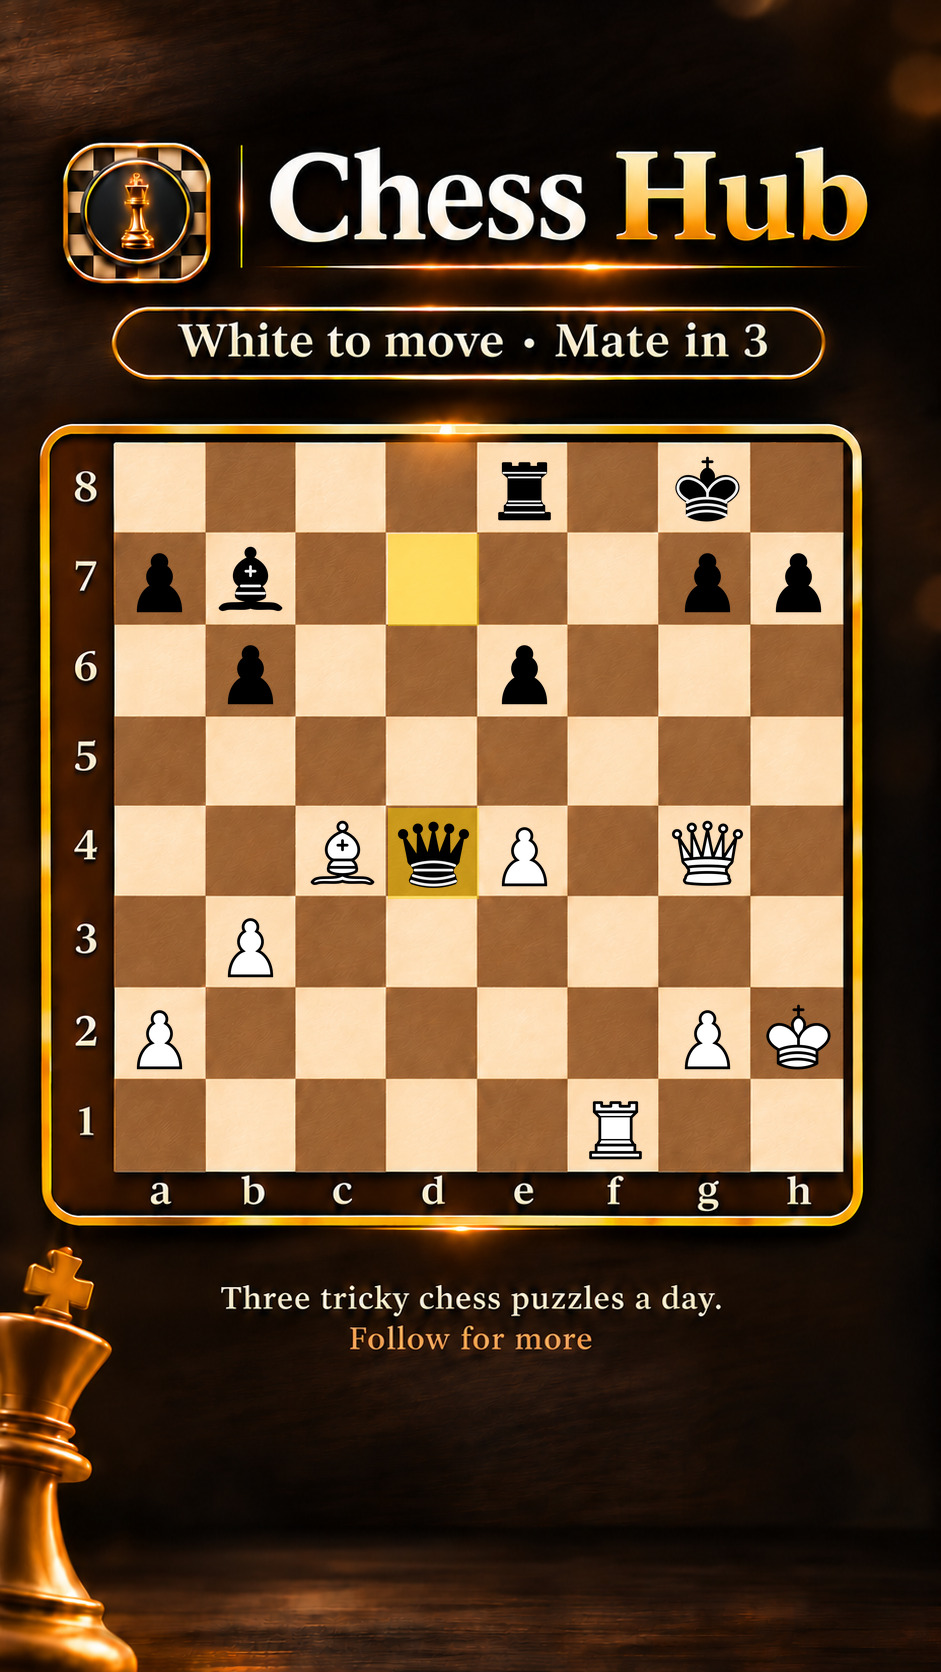 Chess Hub
White to move • Mate in 3
8
7
6
5
4
3
2
1
a b c d e f g h
Three tricky chess puzzles a day.
Follow for more